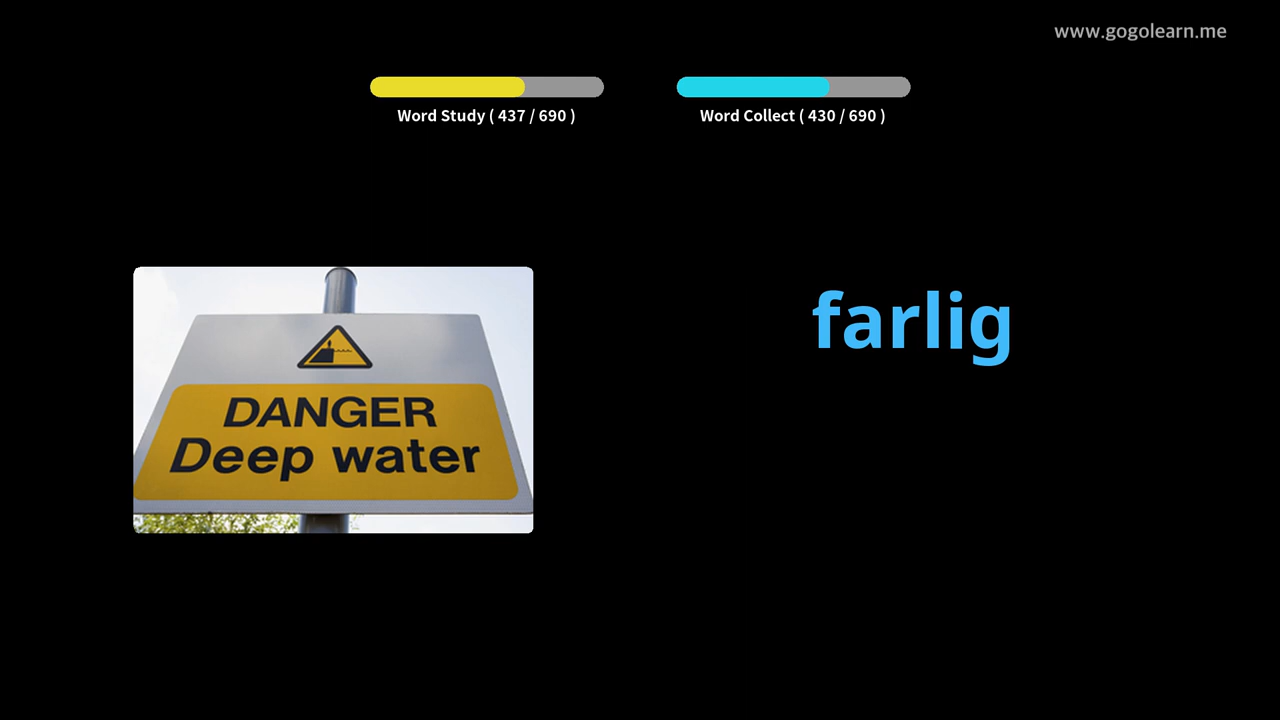 www.gogolearn.me
Word Study ( 437 / 690 )
Word Collect ( 430 / 690 )
DANGER
Deep water
farlig